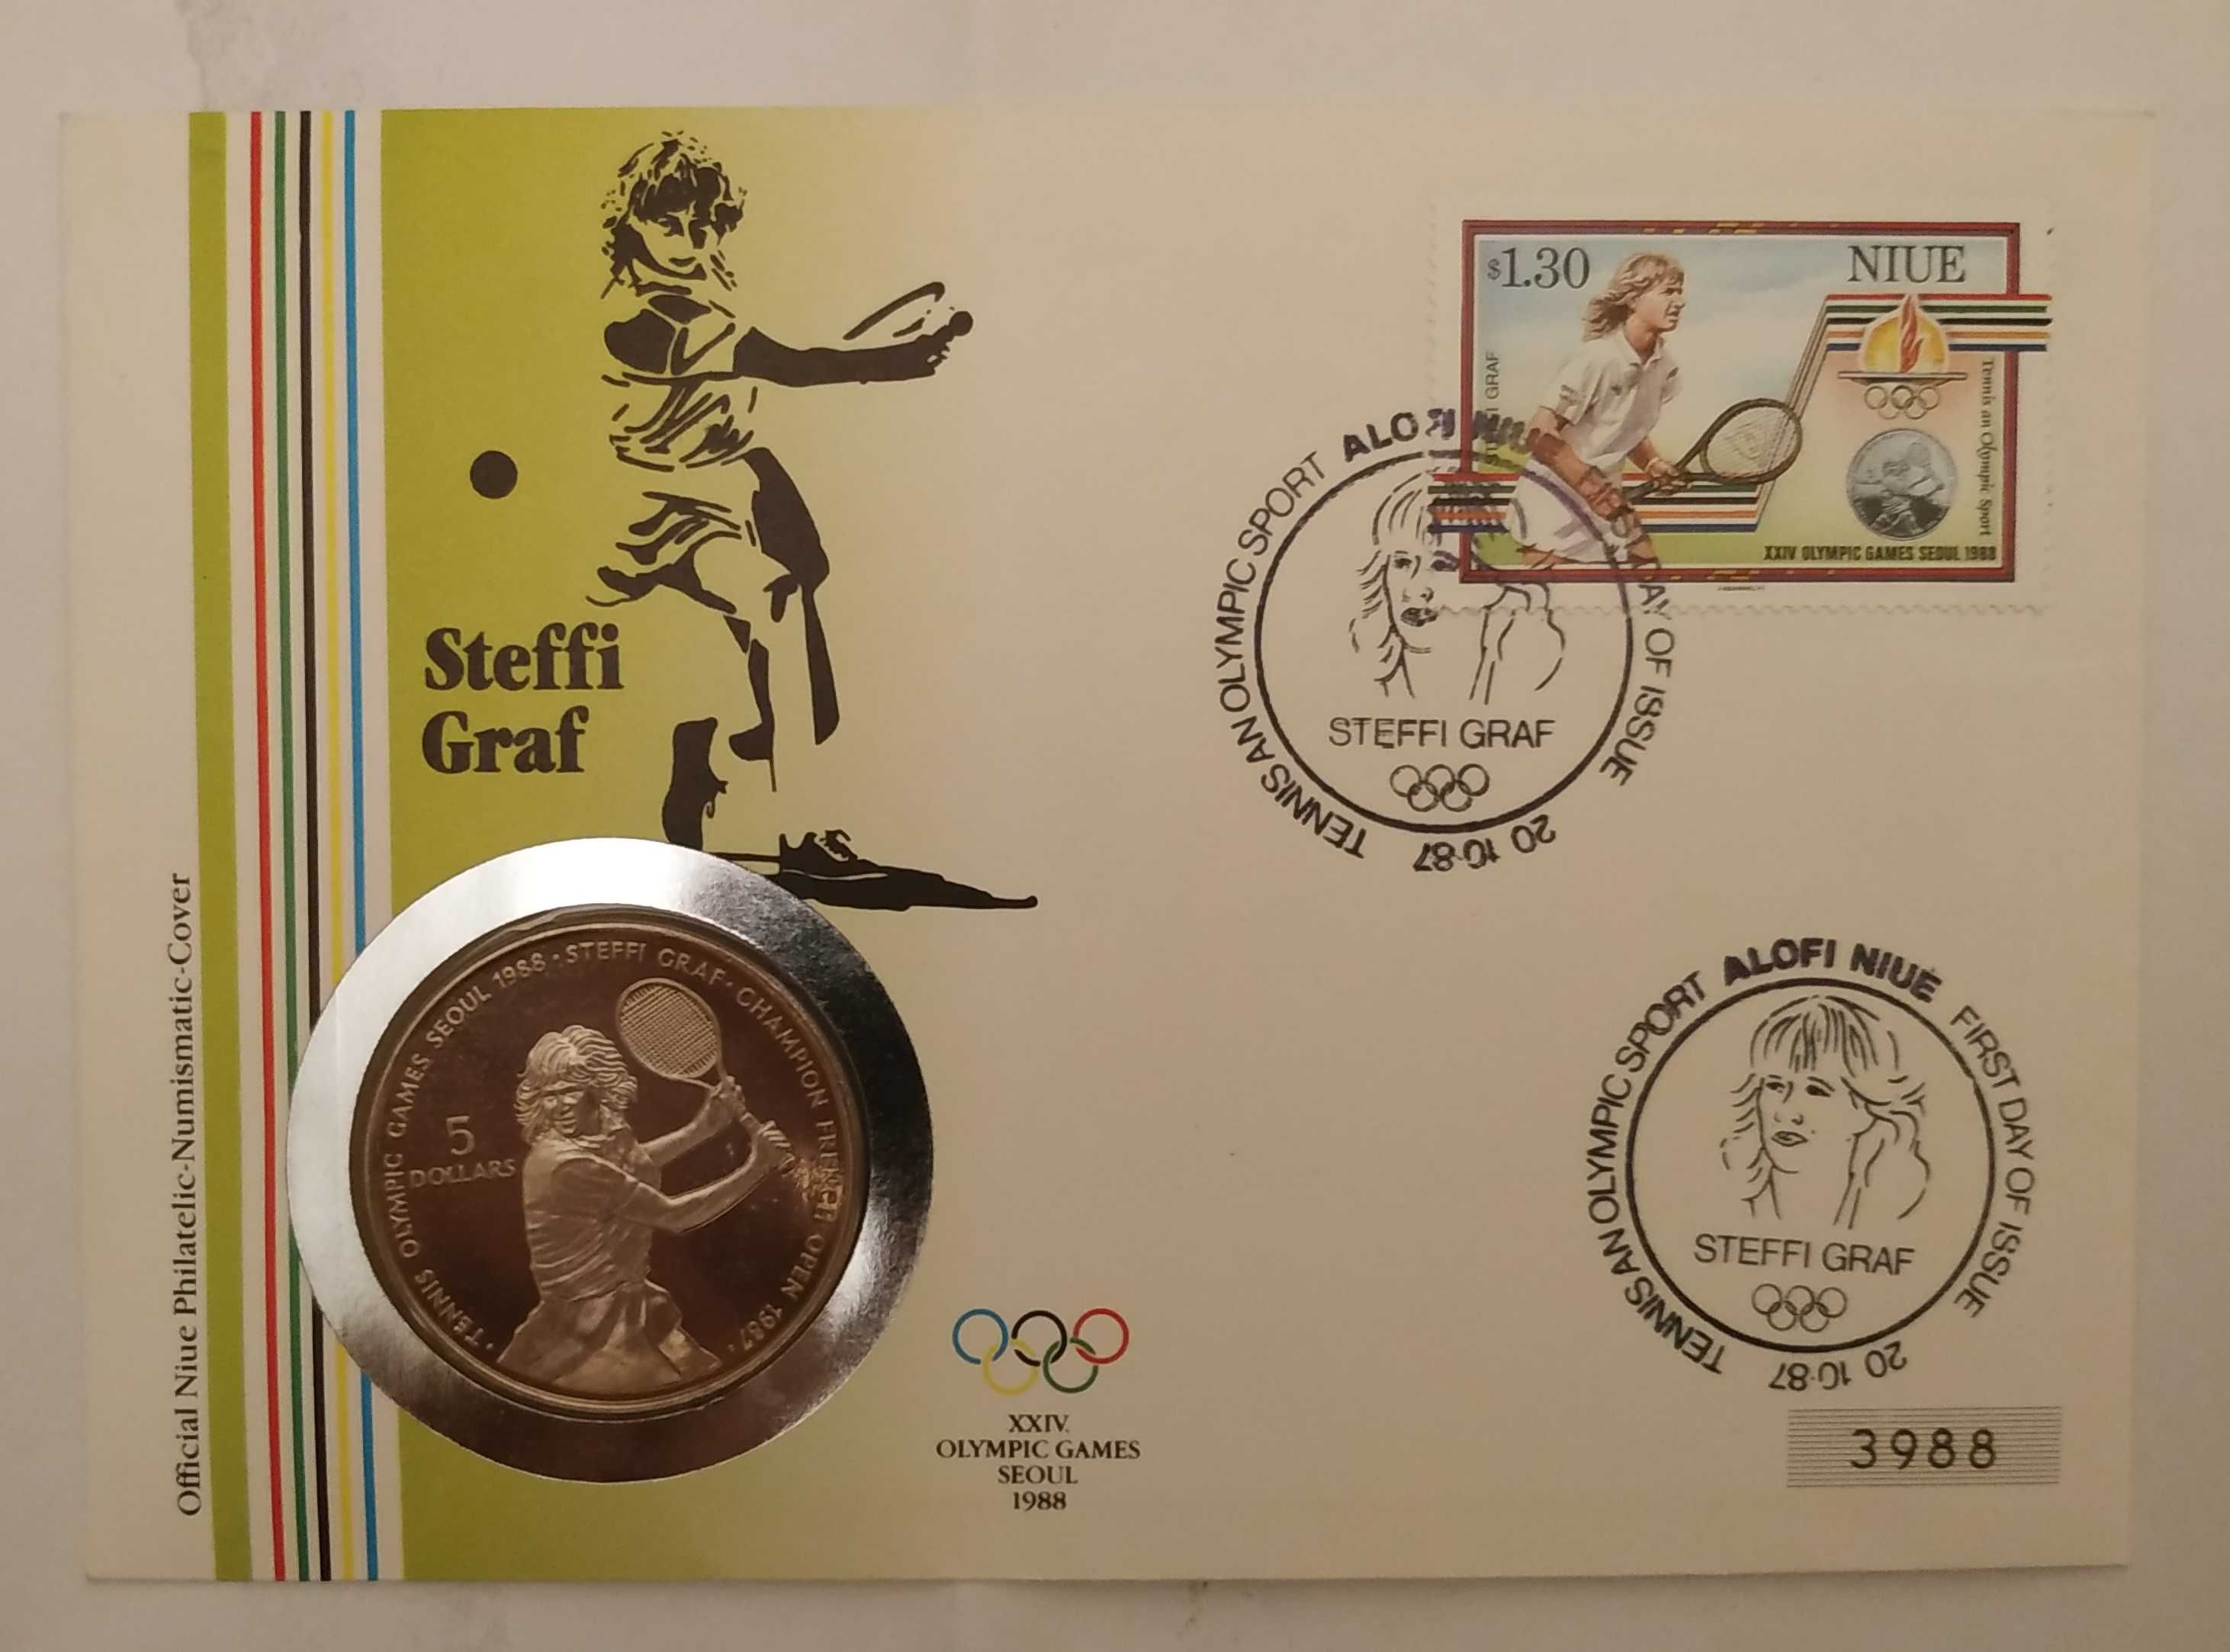 Official Niue Philatelic-Numismatic-Cover
Steffi
Graf
$1.30
NIUE
STEFFI GRAF
Tennis an Olympic Sport
XXIV OLYMPIC GAMES SEOUL 1988
TENNIS AN OLYMPIC SPORT ALOFI NIUE FIRST DAY OF ISSUE
STEFFI GRAF
20 10·87
· TENNIS OLYMPIC GAMES SEOUL 1988 · STEFFI GRAF · CHAMPION FRENCH OPEN 1987 ·
5
DOLLARS
TENNIS AN OLYMPIC SPORT ALOFI NIUE FIRST DAY OF ISSUE
STEFFI GRAF
20 10·87
XXIV.
OLYMPIC GAMES
SEOUL
1988
3988